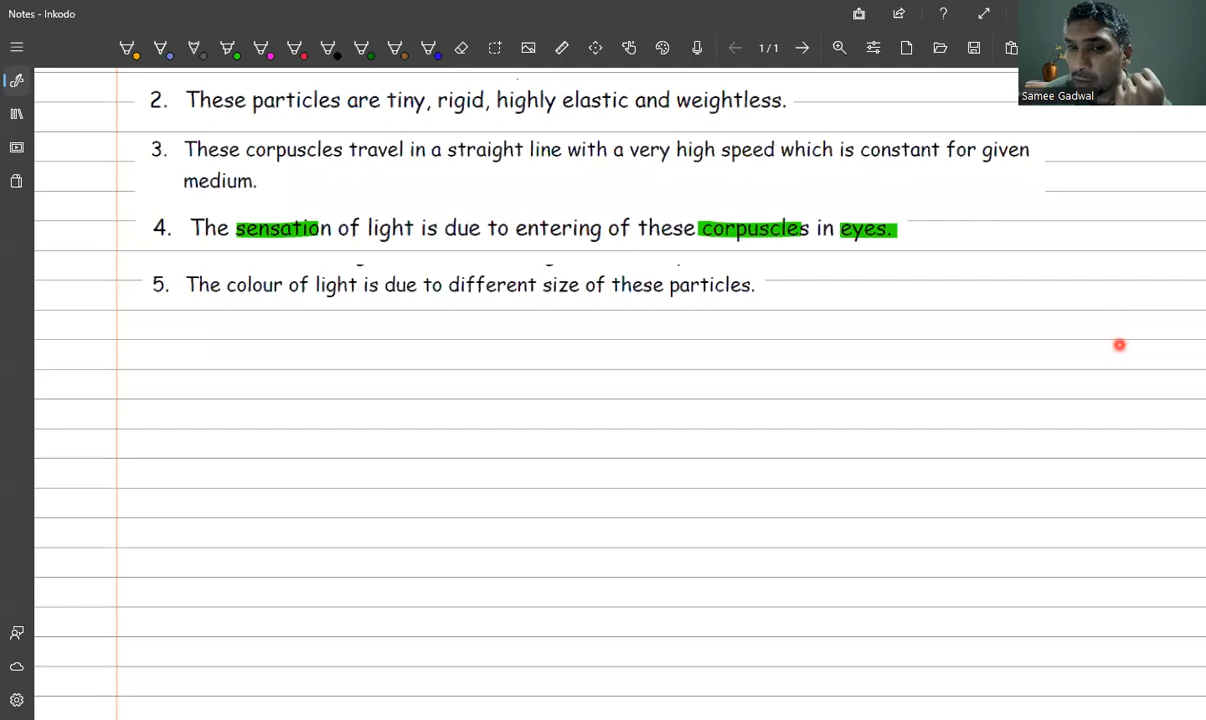 Notes - Inkodo
1/1
Samee Gadwal
2. These particles are tiny, rigid, highly elastic and weightless.
3. These corpuscles travel in a straight line with a very high speed which is constant for given
medium.
4. The sensation of light is due to entering of these corpuscles in eyes.
5. The colour of light is due to different size of these particles.